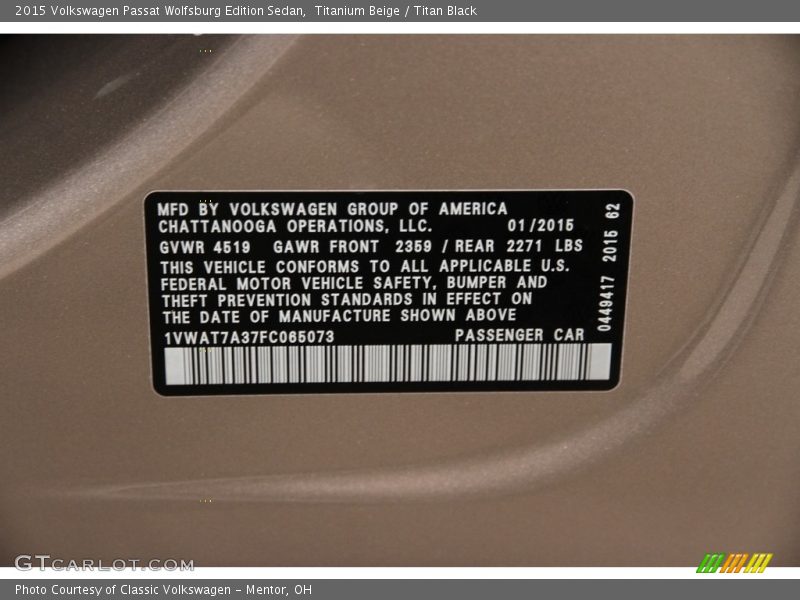 2015 Volkswagen Passat Wolfsburg Edition Sedan,  Titanium Beige / Titan Black
MFD BY VOLKSWAGEN GROUP OF AMERICA
CHATTANOOGA OPERATIONS, LLC. 01/2015
GVWR 4519 GAWR FRONT 2359 / REAR 2271 LBS
THIS VEHICLE CONFORMS TO ALL APPLICABLE U.S.
FEDERAL MOTOR VEHICLE SAFETY, BUMPER AND
THEFT PREVENTION STANDARDS IN EFFECT ON
THE DATE OF MANUFACTURE SHOWN ABOVE
1VWAT7A37FC065073 PASSENGER CAR
0449417 2015 62
GTCARLOT.COM
Photo Courtesy of Classic Volkswagen - Mentor, OH